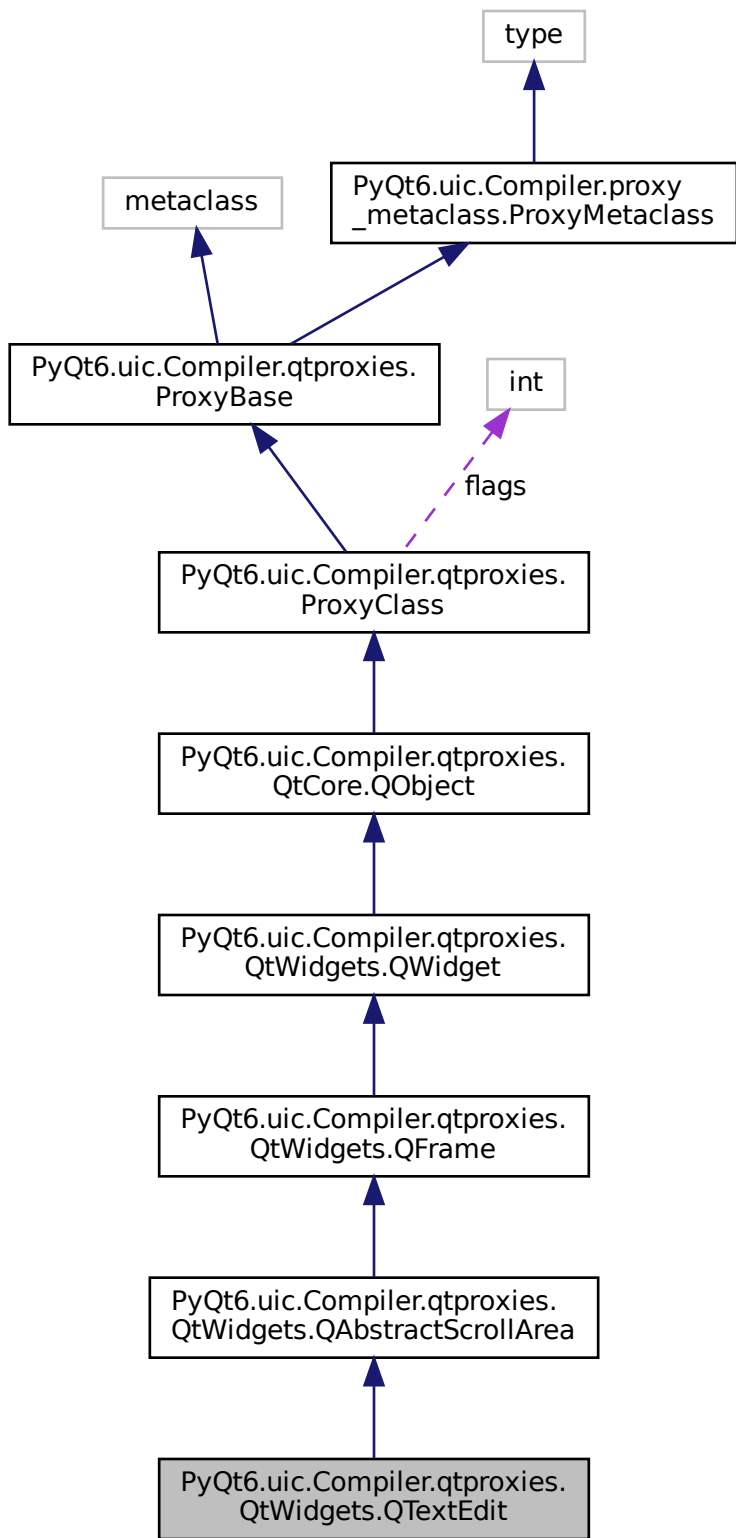 type
PyQt6.uic.Compiler.proxy
_metaclass.ProxyMetaclass
metaclass
PyQt6.uic.Compiler.qtproxies.
ProxyBase
int
flags
PyQt6.uic.Compiler.qtproxies.
ProxyClass
PyQt6.uic.Compiler.qtproxies.
QtCore.QObject
PyQt6.uic.Compiler.qtproxies.
QtWidgets.QWidget
PyQt6.uic.Compiler.qtproxies.
QtWidgets.QFrame
PyQt6.uic.Compiler.qtproxies.
QtWidgets.QAbstractScrollArea
PyQt6.uic.Compiler.qtproxies.
QtWidgets.QTextEdit